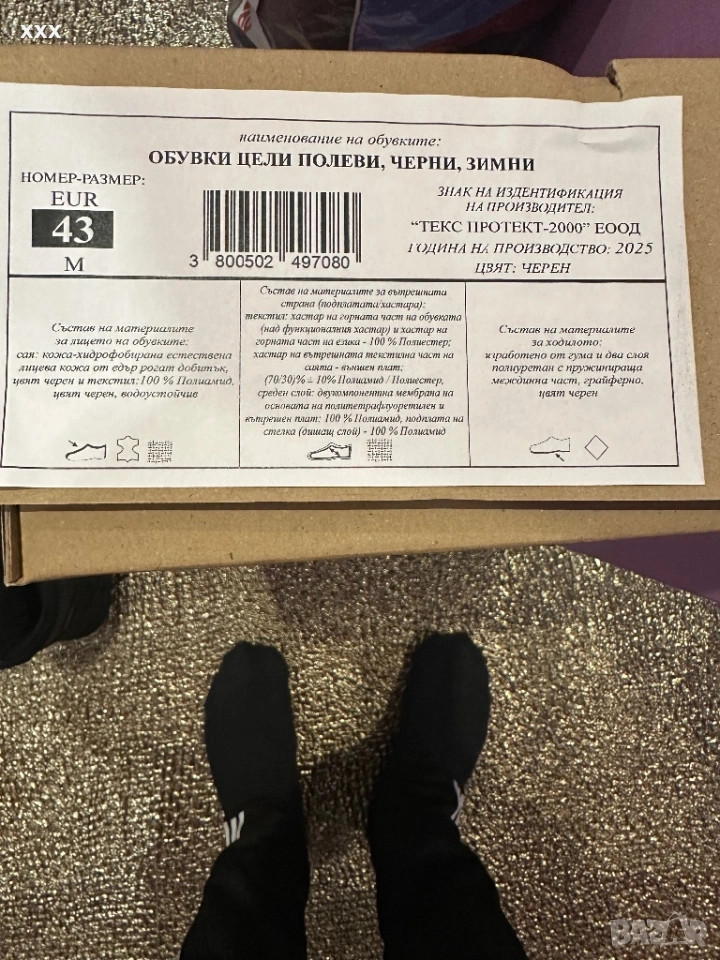 xxx
наименование на обувките:
ОБУВКИ ЦЕЛИ ПОЛЕВИ, ЧЕРНИ, ЗИМНИ
НОМЕР-РАЗМЕР:
EUR
43
M
3 800502 497080
ЗНАК НА ИЗДЕНТИФИКАЦИЯ
НА ПРОИЗВОДИТЕЛ:
“ТЕКС ПРОТЕКТ-2000” ЕООД
ГОДИНА НА ПРОИЗВОДСТВО: 2025
ЦВЯТ: ЧЕРЕН
Състав на материалите
за лицето на обувките:
сая: кожа-хидрофобирана естествена
лицева кожа от едър рогат добитък,
цвят черен и текстил:100 % Полиамид,
цвят черен, водоустойчив
Състав на материалите за вътрешната
страна (подплатата/хастара):
текстил: хастар на горната част на обувката
(над функционалния хастар) и хастар на
горната част на езика - 100 % Полиестер;
хастар на вътрешната текстилна част на
саята - външен плат;
(70/30)% ± 10% Полиамид / Полиестер,
среден слой: двукомпонентна мембрана на
основата на политетрафлуоретилен и
вътрешен плат: 100 % Полиамид, подплата на
стелка (дишащ слой) - 100 % Полиамид
Състав на материалите
за ходилото:
изработено от гума и два слоя
полиуретан с пружинираща
междинна част, грайферно,
цвят черен
BAZAR